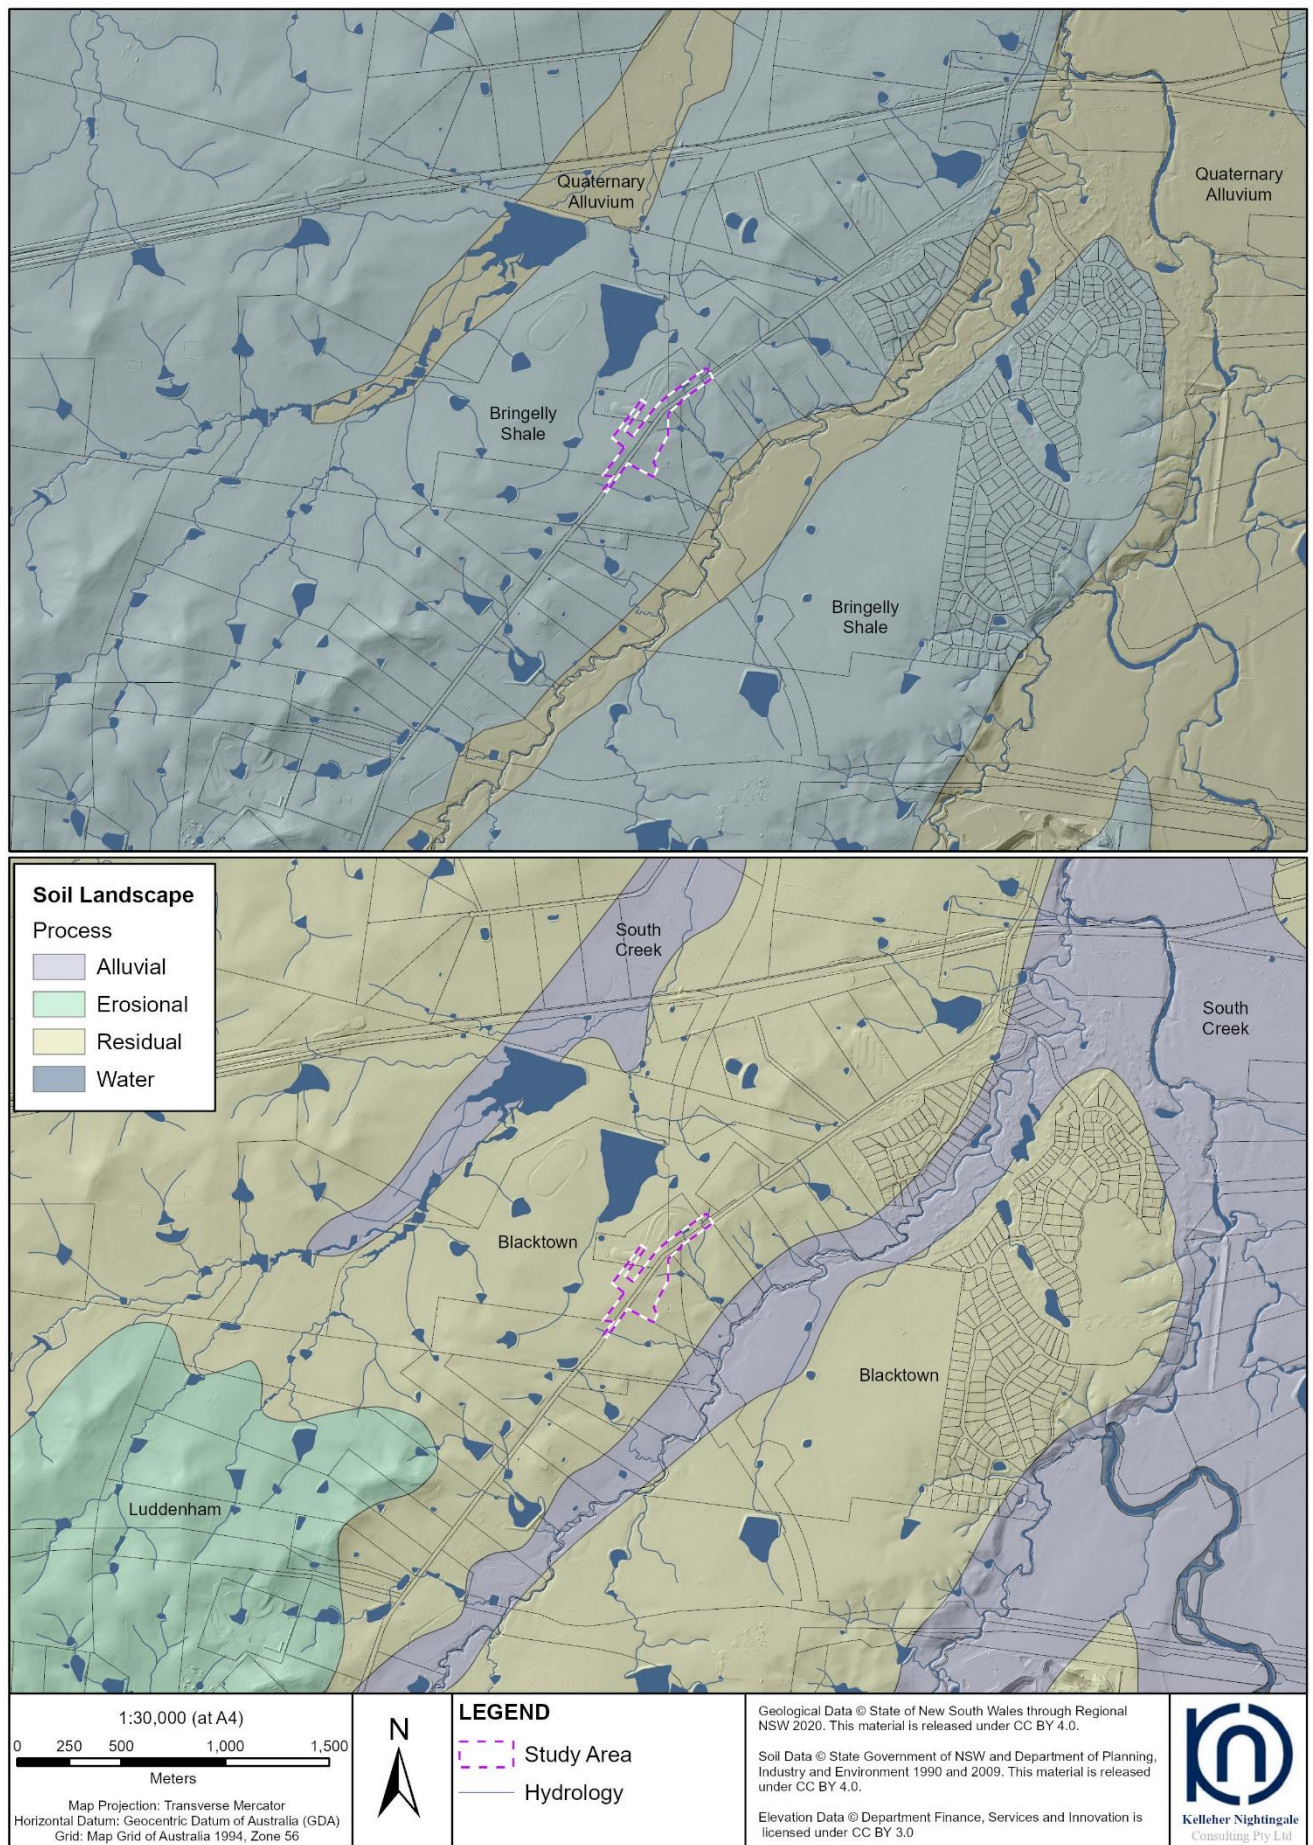 Quaternary
Alluvium
Quaternary
Alluvium
Bringelly
Shale
Bringelly
Shale
Soil Landscape
Process
Alluvial
Erosional
Residual
Water
South
Creek
South
Creek
Blacktown
Blacktown
Luddenham
1:30,000 (at A4)
0 250 500 1,000 1,500
Meters
Map Projection: Transverse Mercator
Horizontal Datum: Geocentric Datum of Australia (GDA)
Grid: Map Grid of Australia 1994, Zone 56
N
LEGEND
Study Area
Hydrology
Geological Data © State of New South Wales through Regional
NSW 2020. This material is released under CC BY 4.0.
Soil Data © State Government of NSW and Department of Planning,
Industry and Environment 1990 and 2009. This material is released
under CC BY 4.0.
Elevation Data © Department Finance, Services and Innovation is
licensed under CC BY 3.0
Kelleher Nightingale
Consulting Pty Ltd